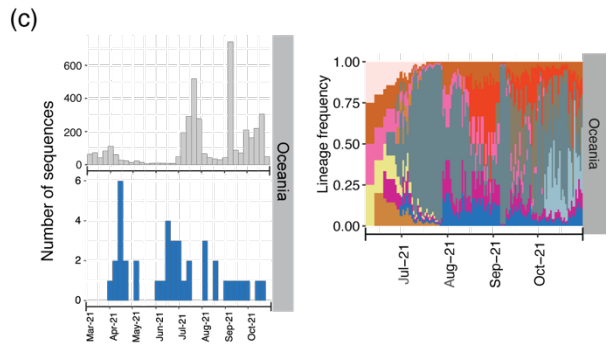 (c)
Number of sequences
600
400
200
0
6
4
2
0
Mar-21
Apr-21
May-21
Jun-21
Jul-21
Aug-21
Sep-21
Oct-21
Oceania
Lineage frequency
1.00
0.75
0.50
0.25
0.00
Jul-21
Aug-21
Sep-21
Oct-21
Oceania